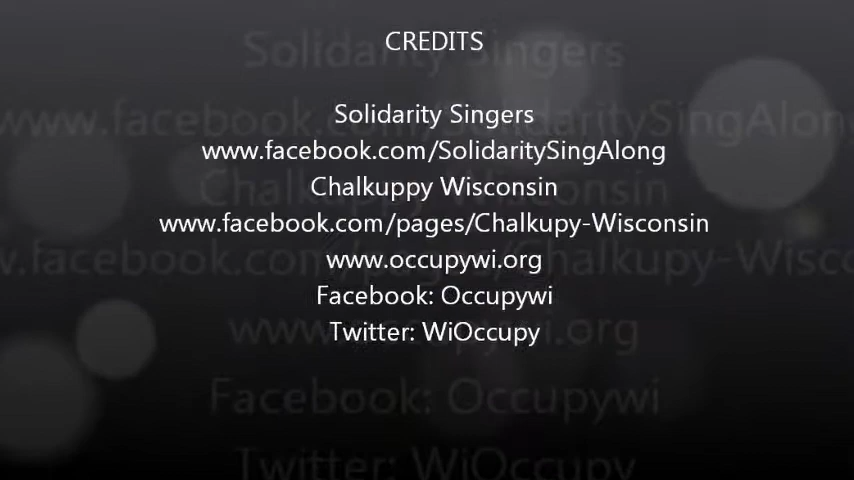 CREDITS
Solidarity Singers
www.facebook.com/SolidaritySingAlong
Chalkuppy Wisconsin
www.facebook.com/pages/Chalkupy-Wisconsin
www.occupywi.org
Facebook: Occupywi
Twitter: WiOccupy